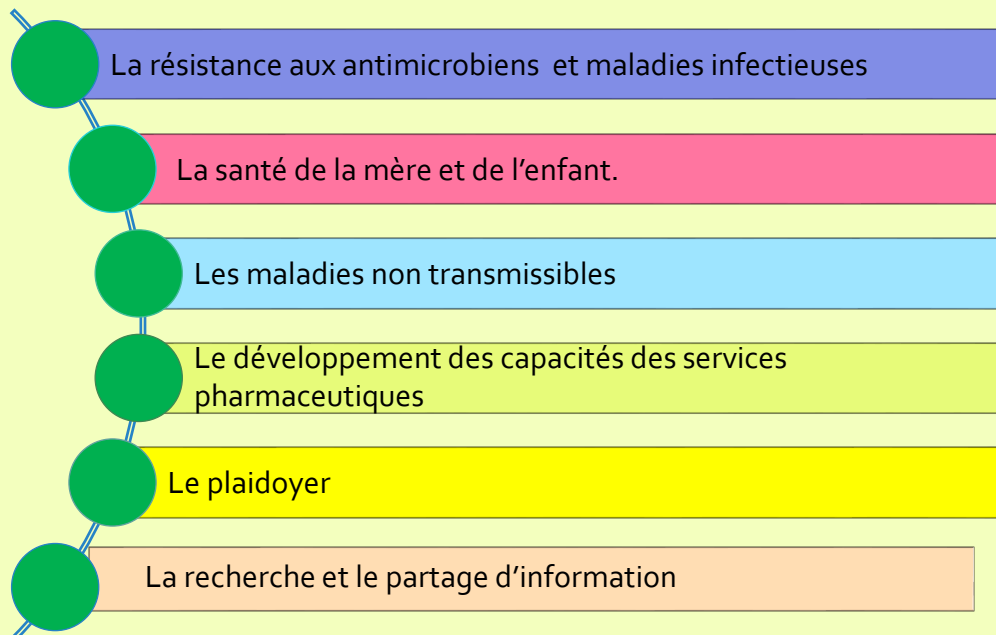 La résistance aux antimicrobiens et maladies infectieuses
La santé de la mère et de l'enfant.
Les maladies non transmissibles
Le développement des capacités des services
pharmaceutiques
Le plaidoyer
La recherche et le partage d'information